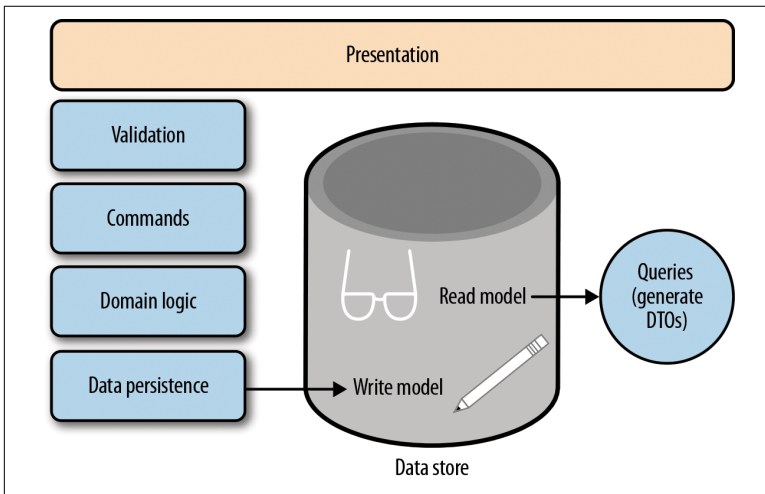 Presentation
Validation
Commands
Domain logic
Data persistence
Read model
Write model
Queries
(generate
DTOs)
Data store